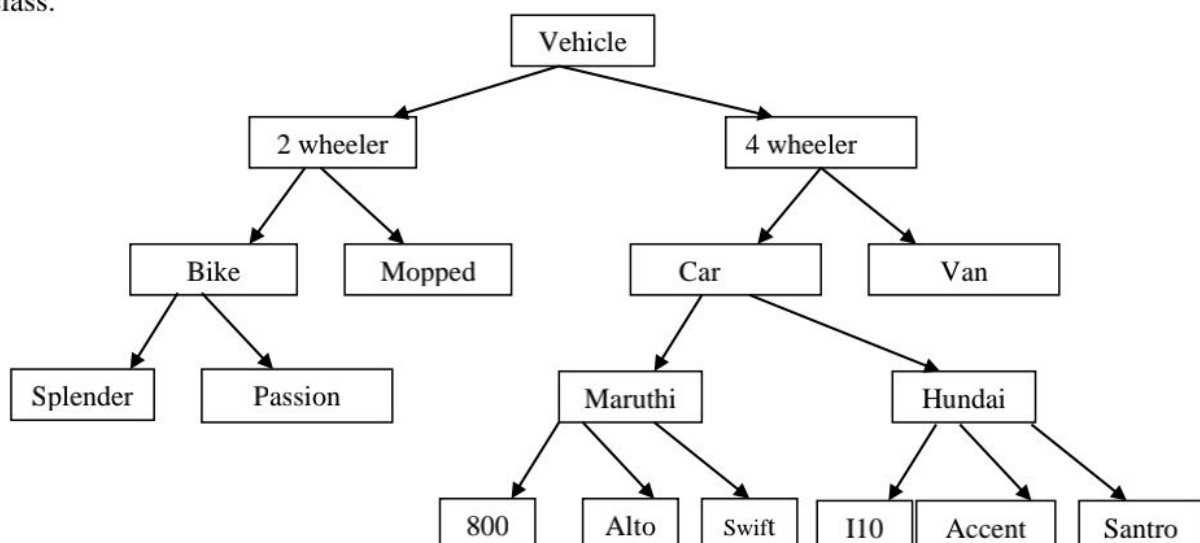 class.
Vehicle
2 wheeler
4 wheeler
Bike
Mopped
Car
Van
Splender
Passion
Maruthi
Hundai
800
Alto
Swift
I10
Accent
Santro